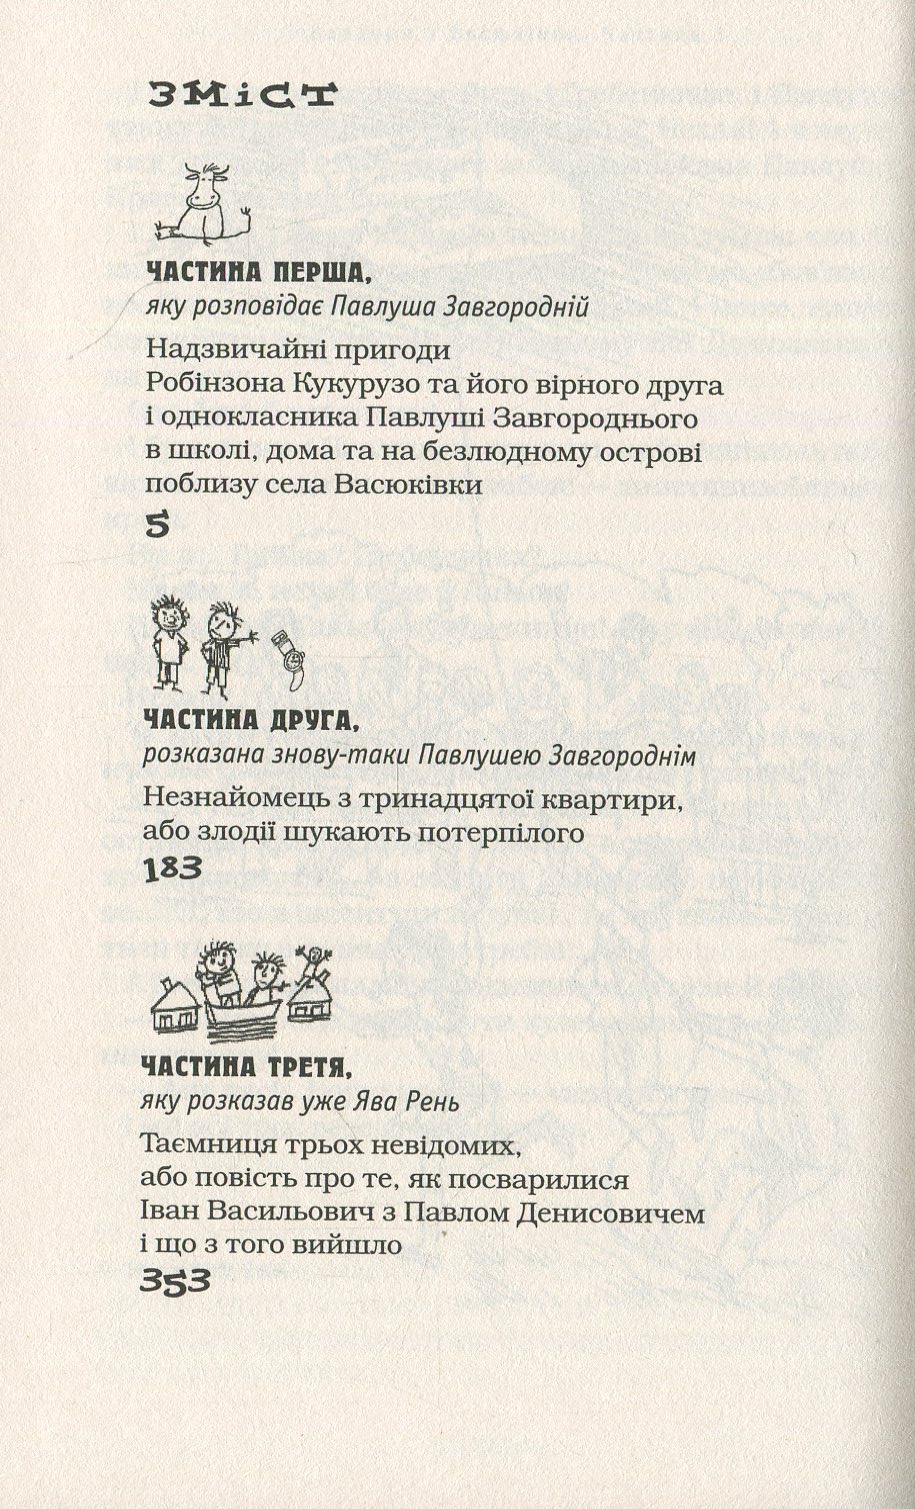 ЗМіСТ
ЧАСТИНА ПЕРША,
яку розповідає Павлуша Завгородній
Надзвичайні пригоди
Робінзона Кукурузо та його вірного друга
і однокласника Павлуші Завгороднього
в школі, дома та на безлюдному острові
поблизу села Васюківки
5
ЧАСТИНА ДРУГА,
розказана знову-таки Павлушею Завгороднім
Незнайомець з тринадцятої квартири,
або злодії шукають потерпілого
183
ЧАСТИНА ТРЕТЯ,
яку розказав уже Ява Рень
Таємниця трьох невідомих,
або повість про те, як посварилися
Іван Васильович з Павлом Денисовичем
і що з того вийшло
353